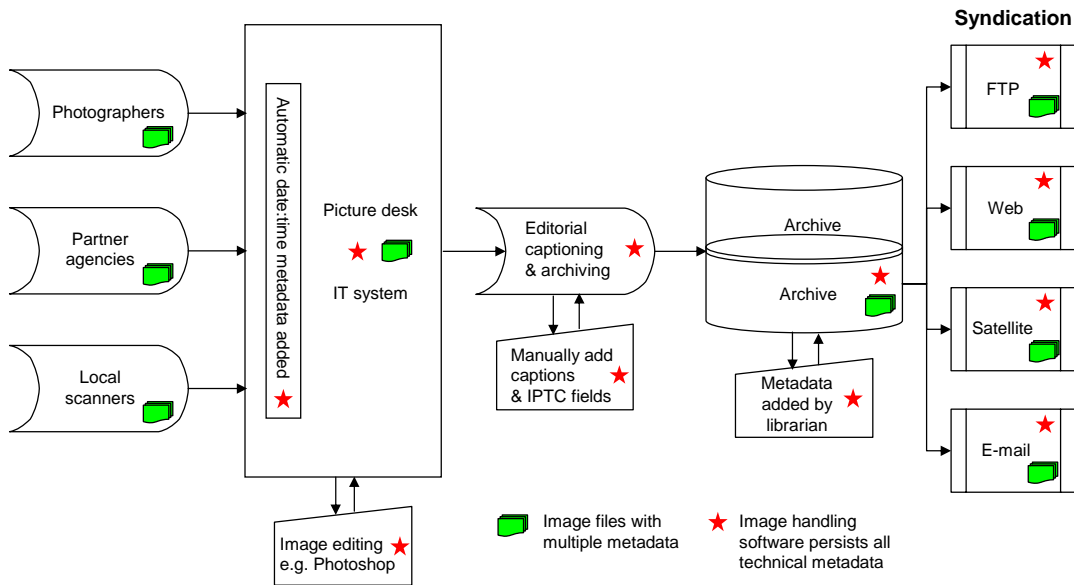 Syndication
Photographers
Partner
agencies
Local
scanners
Automatic date:time metadata added
Picture desk
IT system
Image editing
e.g. Photoshop
Editorial
captioning
& archiving
Manually add
captions
& IPTC fields
Archive
Archive
Metadata
added by
librarian
FTP
Web
Satellite
E-mail
Image files with
multiple metadata
Image handling
software persists all
technical metadata